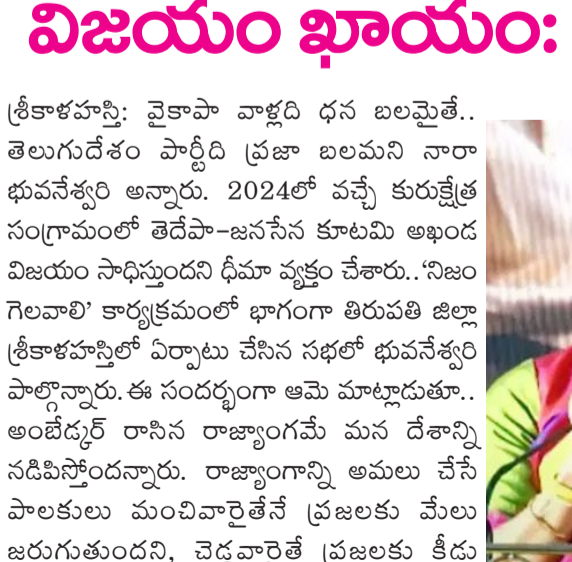 విజయం ఖాయం:
శ్రీకాళహస్తి: వైకాపా వాళ్లది ధన బలమైతే..
తెలుగుదేశం పార్టీది ప్రజా బలమని నారా
భువనేశ్వరి అన్నారు. 2024లో వచ్చే కురుక్షేత్ర
సంగ్రామంలో తెదేపా-జనసేన కూటమి అఖండ
విజయం సాధిస్తుందని ధీమా వ్యక్తం చేశారు..‘నిజం
గెలవాలి’ కార్యక్రమంలో భాగంగా తిరుపతి జిల్లా
శ్రీకాళహస్తిలో ఏర్పాటు చేసిన సభలో భువనేశ్వరి
పాల్గొన్నారు.ఈ సందర్భంగా ఆమె మాట్లాడుతూ..
అంబేడ్కర్ రాసిన రాజ్యాంగమే మన దేశాన్ని
నడిపిస్తోందన్నారు. రాజ్యాంగాన్ని అమలు చేసే
పాలకులు మంచివారైతేనే ప్రజలకు మేలు
జరుగుతుందని, చెడ్డవారైతే ప్రజలకు కీడు